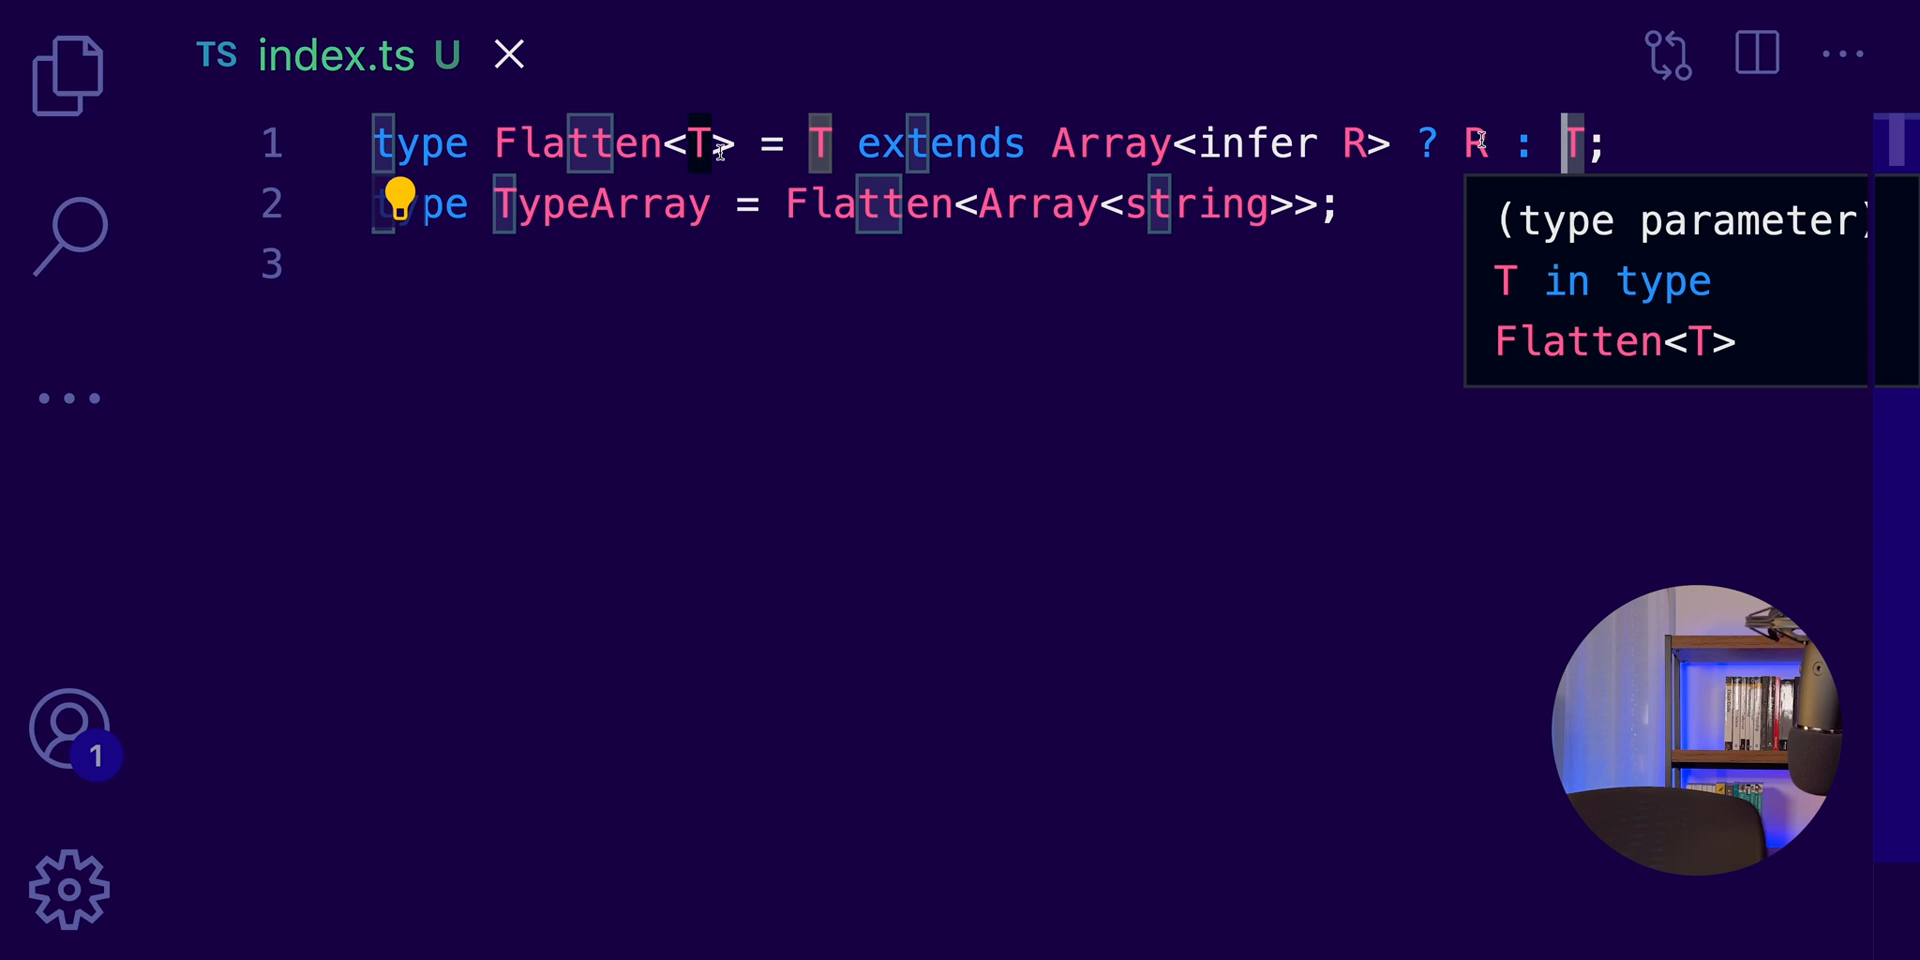 TS index.ts U
1 type Flatten<T> = T extends Array<infer R> ? R : T;
2 type TypeArray = Flatten<Array<string>>;
3
(type parameter)
T in type
Flatten<T>
1